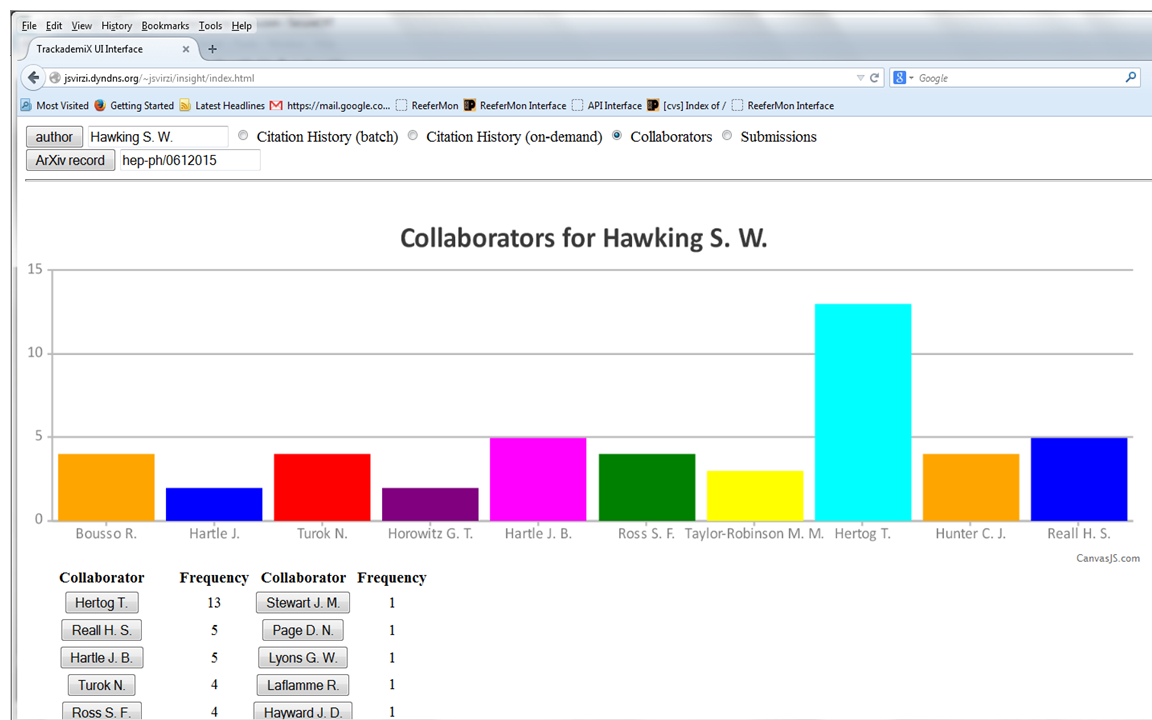 File Edit View History Bookmarks Tools Help
TrackademiX UI Interface × +
jsvirzi.dyndns.org/~jsvirzi/insight/index.html
8 Google
Most Visited Getting Started Latest Headlines https://mail.google.co... ReeferMon ReeferMon Interface API Interface [cvs] Index of / ReeferMon Interface
author Hawking S. W. Citation History (batch) Citation History (on-demand) Collaborators Submissions
ArXiv record hep-ph/0612015
Collaborators for Hawking S. W.
15
10
5
0
Bousso R. Hartle J. Turok N. Horowitz G. T. Hartle J. B. Ross S. F. Taylor-Robinson M. M. Hertog T. Hunter C. J. Reall H. S.
CanvasJS.com
Collaborator Frequency Collaborator Frequency
Hertog T. 13 Stewart J. M. 1
Reall H. S. 5 Page D. N. 1
Hartle J. B. 5 Lyons G. W. 1
Turok N. 4 Laflamme R. 1
Ross S. F. 4 Hayward J. D. 1